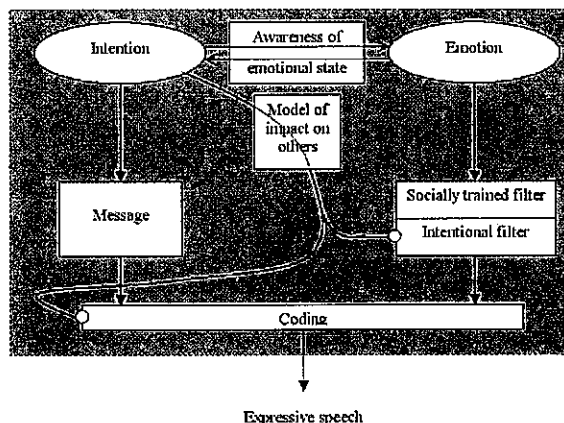 Intention
Awareness of
emotional state
Emotion
Model of
impact on
others
Message
Socially trained filter
Intentional filter
Coding
Expressive speech